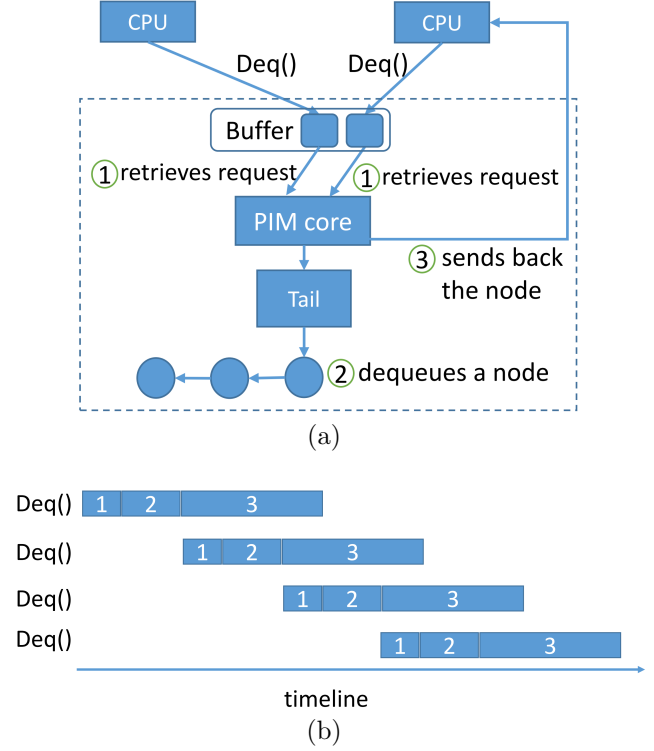 CPU
CPU
Deq()
Deq()
Buffer
1 retrieves request
1 retrieves request
PIM core
3 sends back
the node
Tail
2 dequeues a node
(a)
Deq() 1 2 3
Deq() 1 2 3
Deq() 1 2 3
Deq() 1 2 3
timeline
(b)